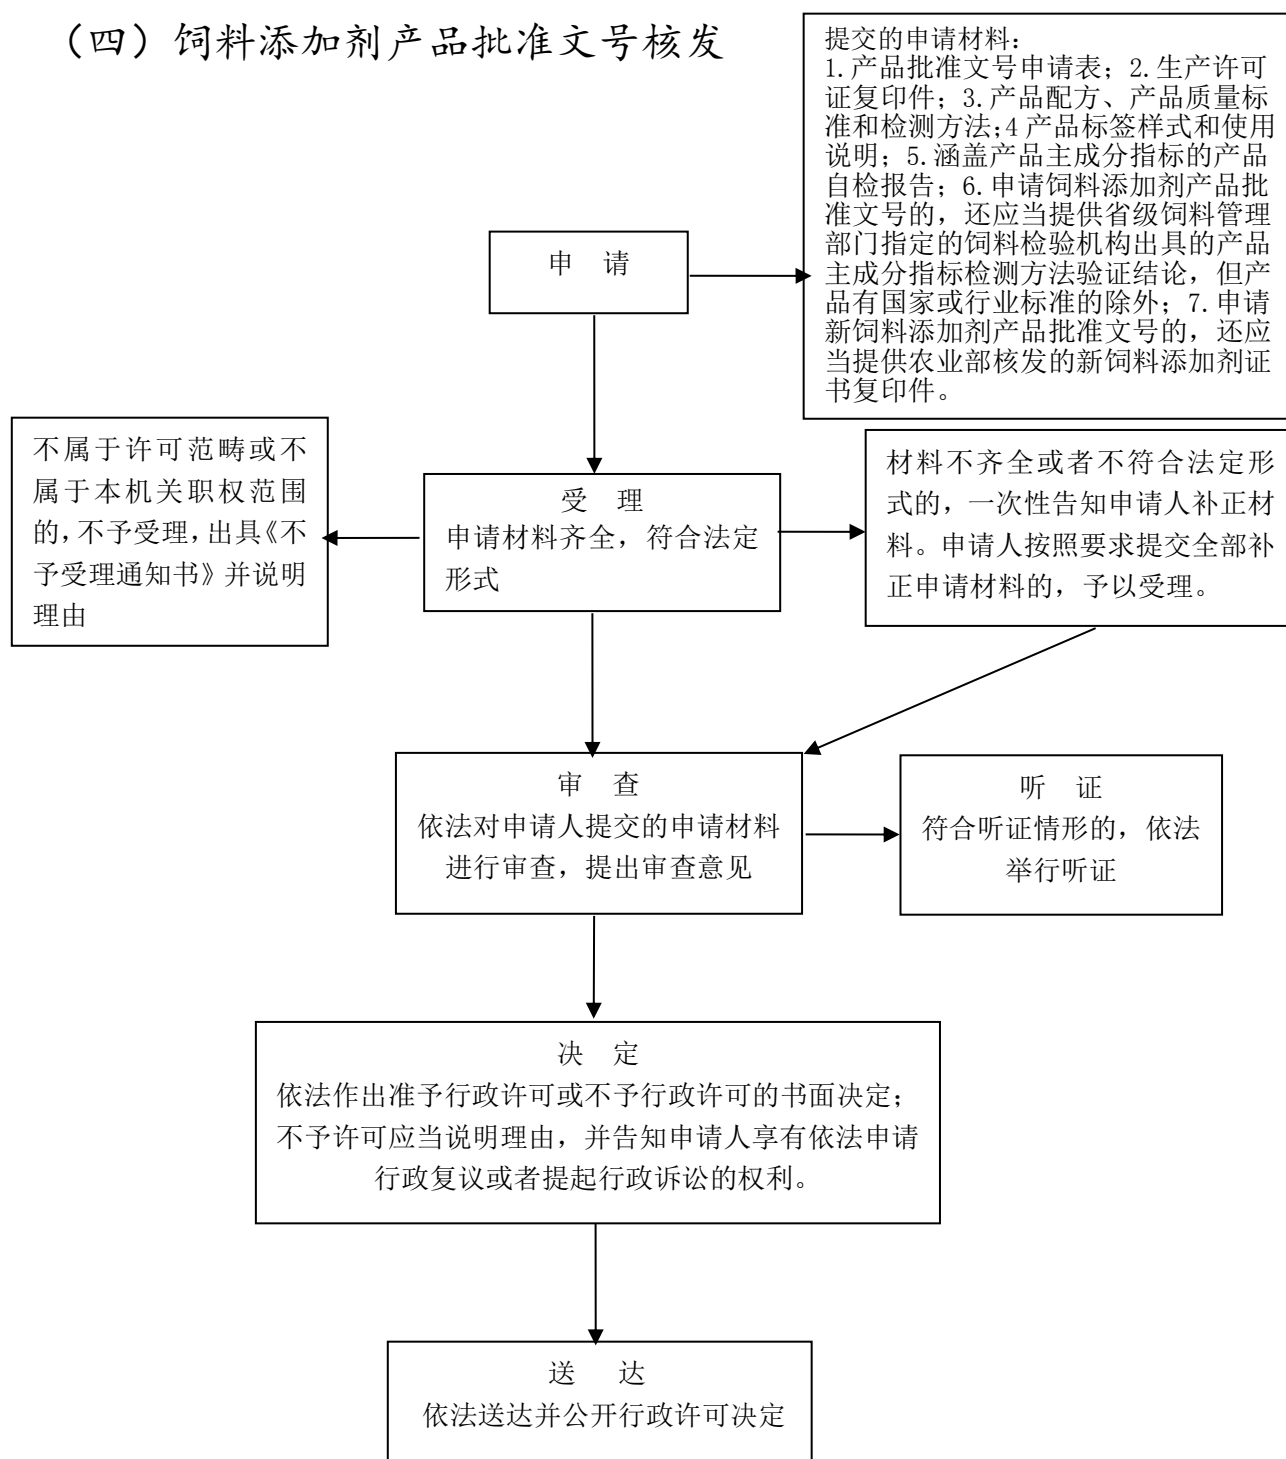 （四）饲料添加剂产品批准文号核发
提交的申请材料：
1.产品批准文号申请表；2.生产许可
证复印件；3.产品配方、产品质量标
准和检测方法;4 产品标签样式和使用
说明；5.涵盖产品主成分指标的产品
自检报告；6.申请饲料添加剂产品批
准文号的，还应当提供省级饲料管理
部门指定的饲料检验机构出具的产品
主成分指标检测方法验证结论，但产
品有国家或行业标准的除外；7.申请
新饲料添加剂产品批准文号的，还应
当提供农业部核发的新饲料添加剂证
书复印件。
申 请
不属于许可范畴或不
属于本机关职权范围
的，不予受理，出具《不
予受理通知书》并说明
理由
受 理
申请材料齐全，符合法定
形式
材料不齐全或者不符合法定形
式的，一次性告知申请人补正材
料。申请人按照要求提交全部补
正申请材料的，予以受理。
审 查
依法对申请人提交的申请材料
进行审查，提出审查意见
听 证
符合听证情形的，依法
举行听证
决 定
依法作出准予行政许可或不予行政许可的书面决定；
不予许可应当说明理由，并告知申请人享有依法申请
行政复议或者提起行政诉讼的权利。
送 达
依法送达并公开行政许可决定